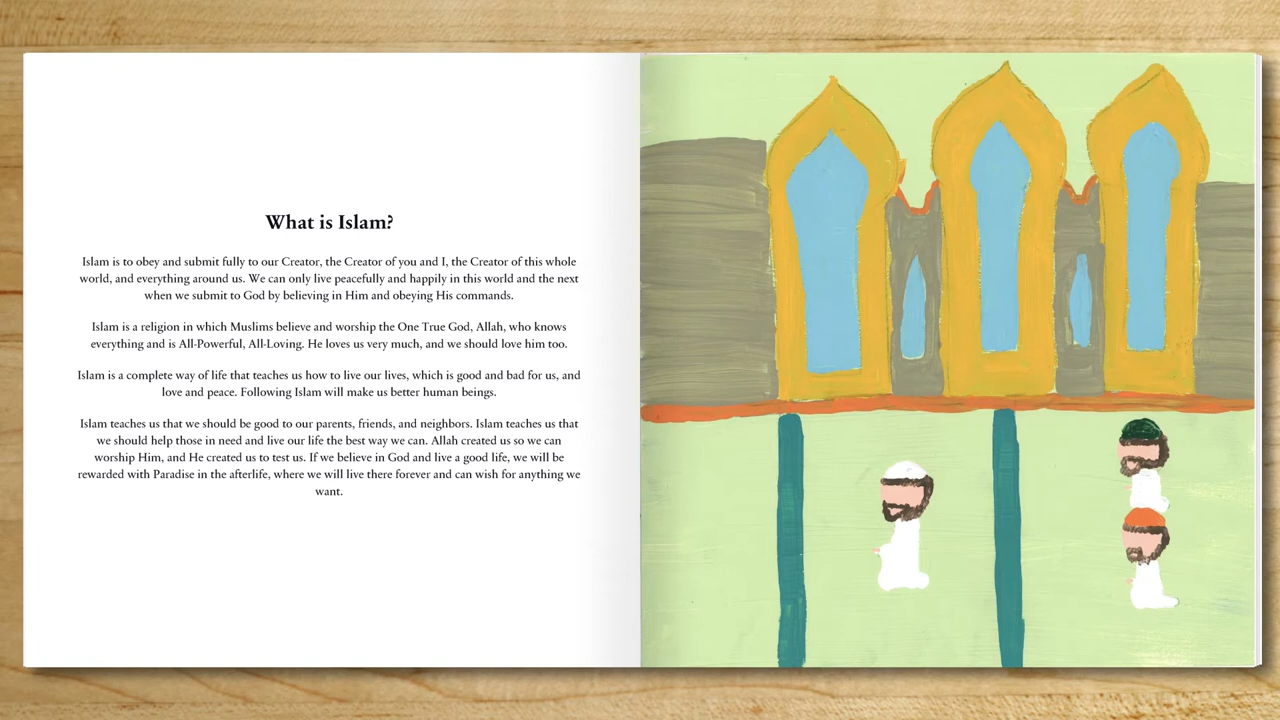 What is Islam?
Islam is to obey and submit fully to our Creator, the Creator of you and I, the Creator of this whole
world, and everything around us. We can only live peacefully and happily in this world and the next
when we submit to God by believing in Him and obeying His commands.
Islam is a religion in which Muslims believe and worship the One True God, Allah, who knows
everything and is All-Powerful, All-Loving. He loves us very much, and we should love him too.
Islam is a complete way of life that teaches us how to live our lives, which is good and bad for us, and
love and peace. Following Islam will make us better human beings.
Islam teaches us that we should be good to our parents, friends, and neighbors. Islam teaches us that
we should help those in need and live our life the best way we can. Allah created us so we can
worship Him, and He created us to test us. If we believe in God and live a good life, we will be
rewarded with Paradise in the afterlife, where we will live there forever and can wish for anything we
want.